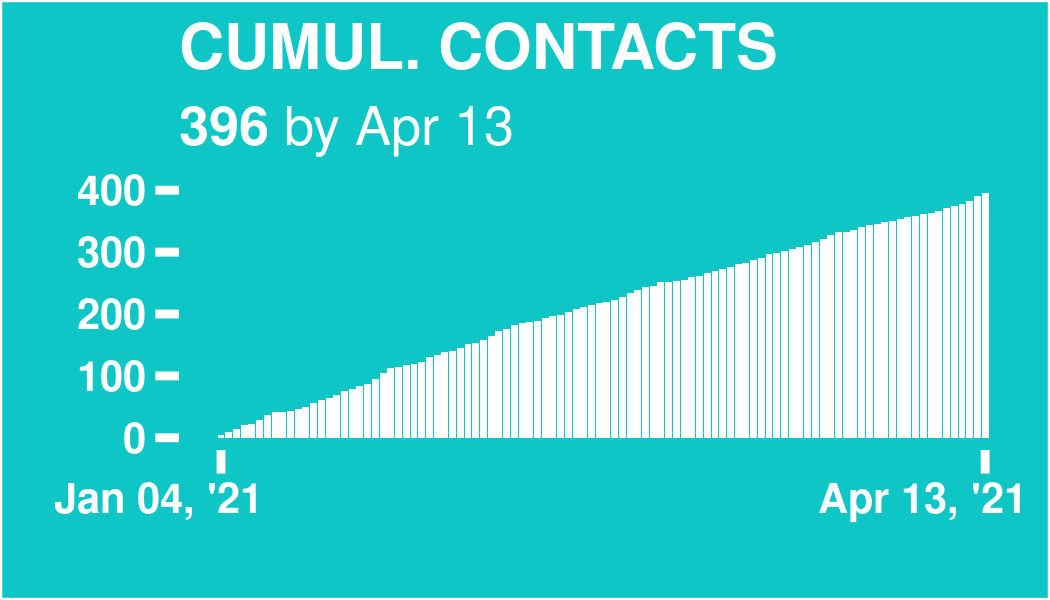 CUMUL. CONTACTS
396 by Apr 13
400
300
200
100
0
Jan 04, '21
Apr 13, '21